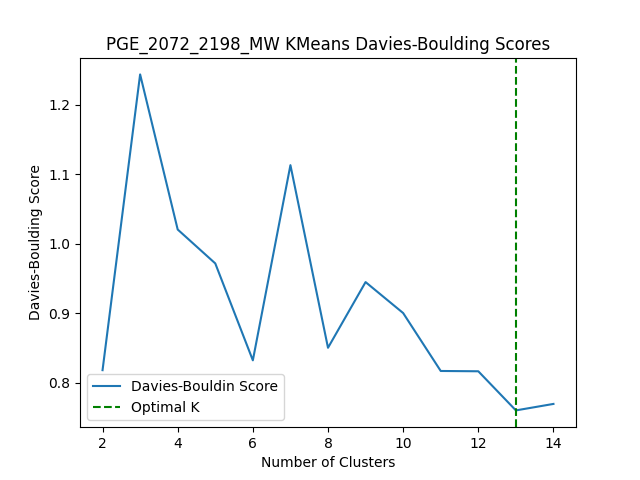 PGE_2072_2198_MW KMeans Davies-Boulding Scores
Davies-Boulding Score
1.2
1.1
1.0
0.9
0.8
Davies-Bouldin Score
Optimal K
2 4 6 8 10 12 14
Number of Clusters